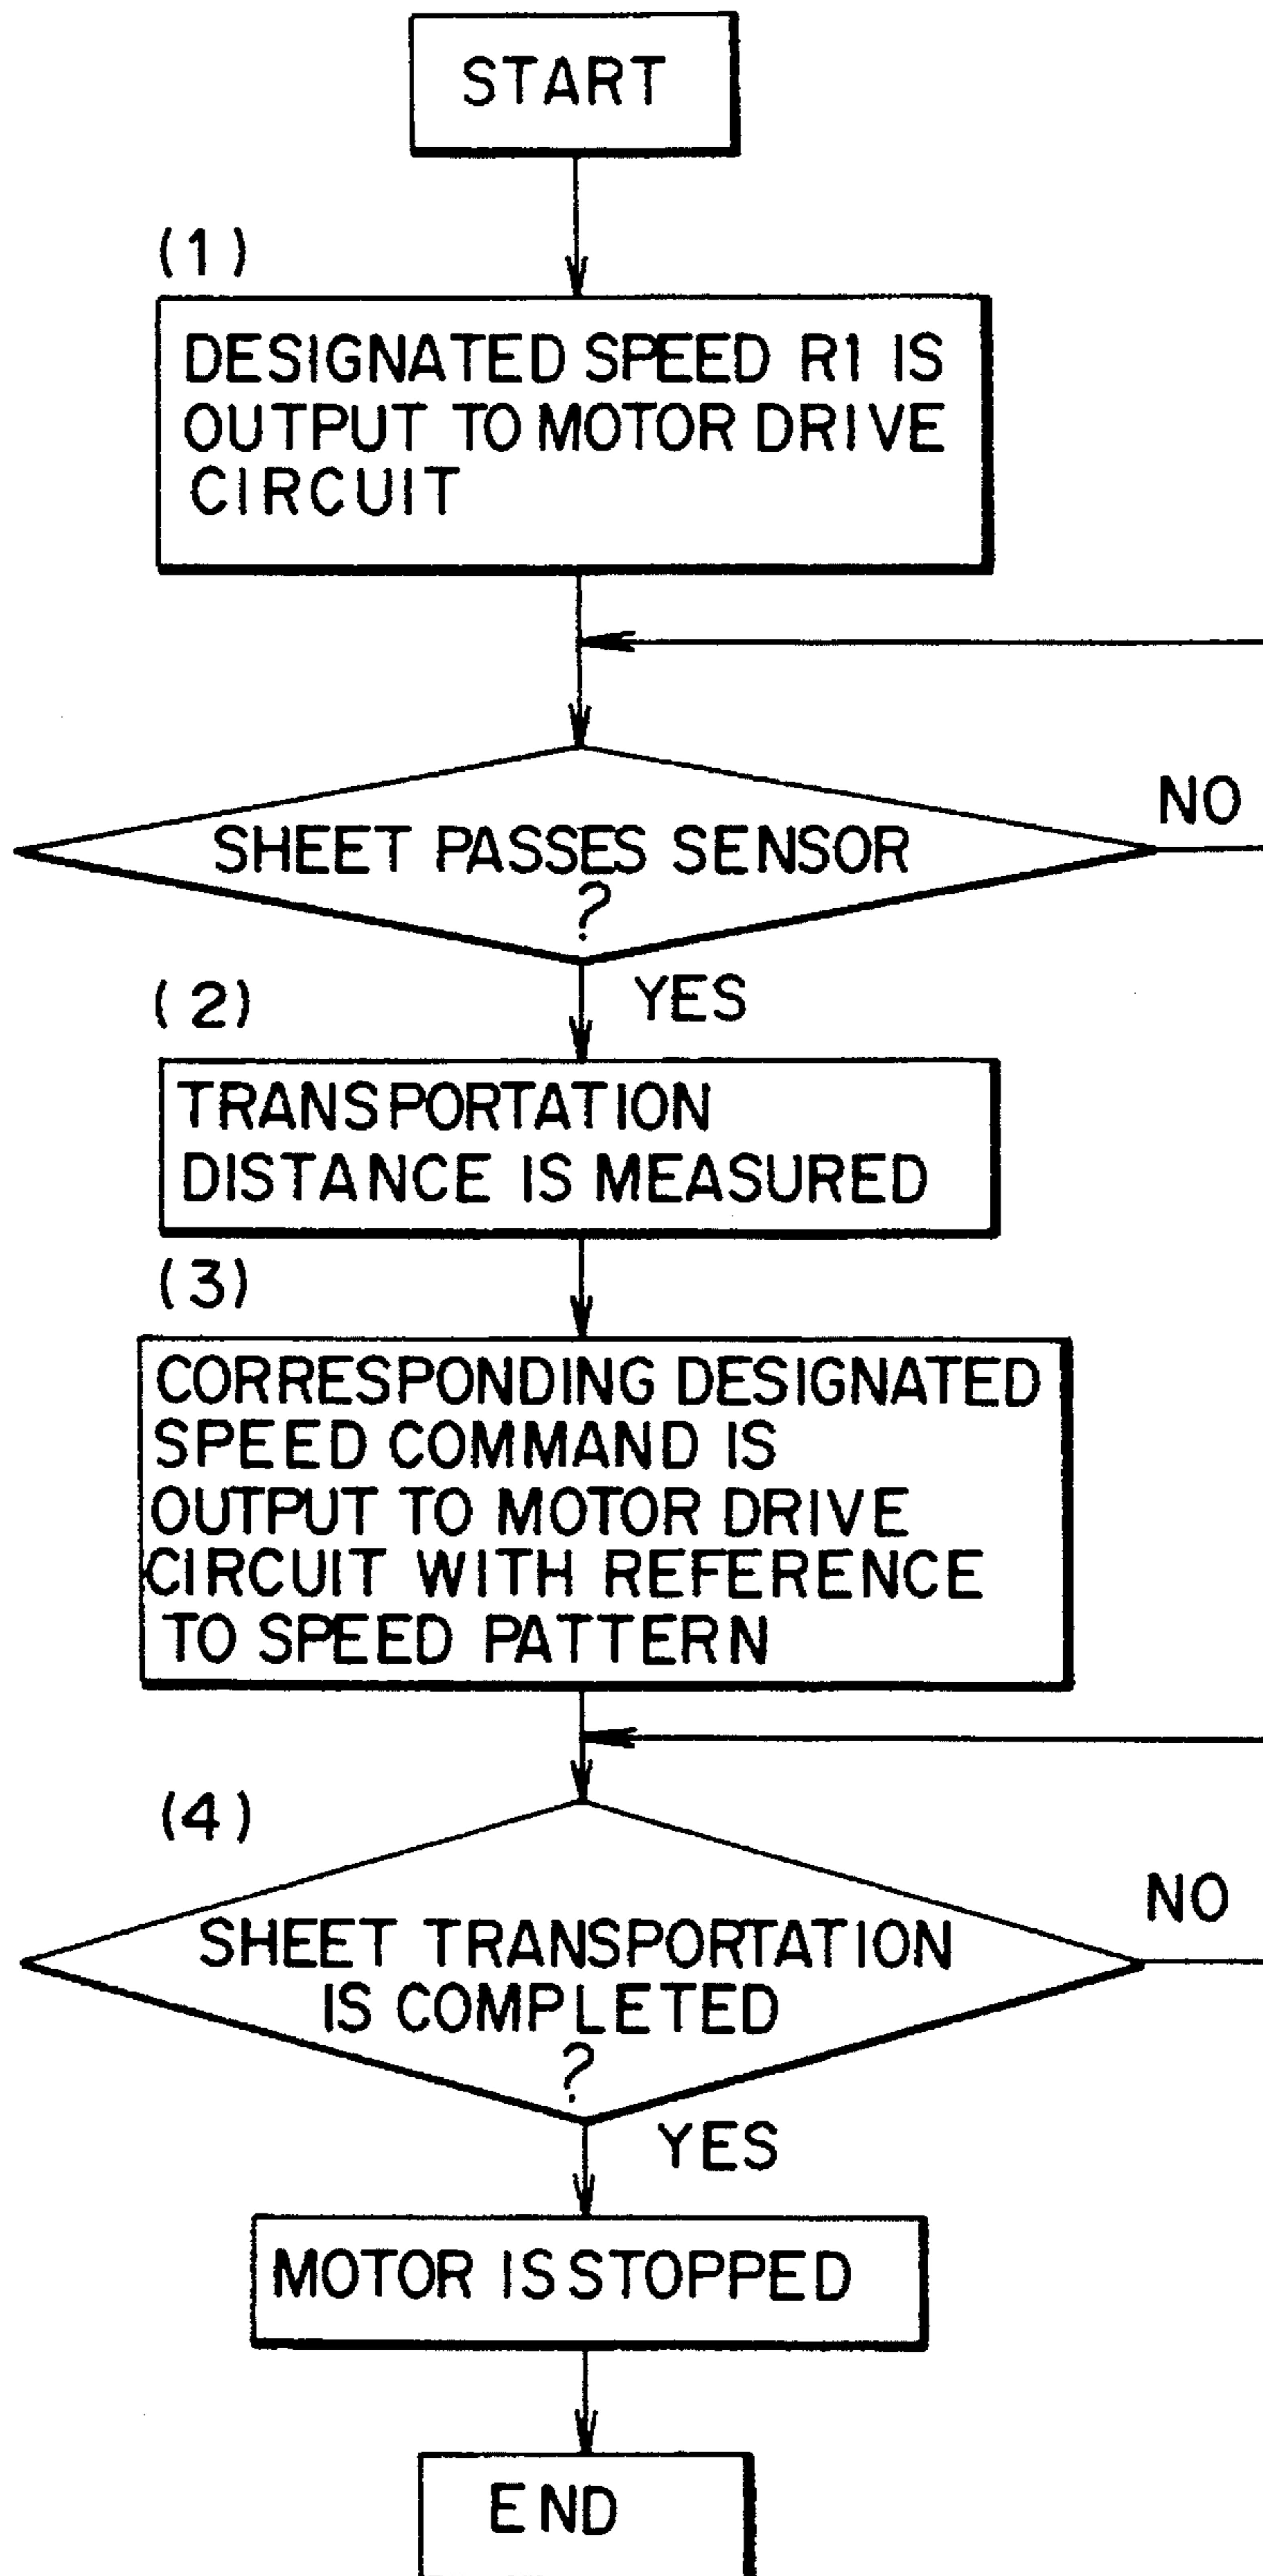 START
(1)
DESIGNATED SPEED R1 IS
OUTPUT TO MOTOR DRIVE
CIRCUIT
SHEET PASSES SENSOR
?
NO
YES
(2)
TRANSPORTATION
DISTANCE IS MEASURED
(3)
CORRESPONDING DESIGNATED
SPEED COMMAND IS
OUTPUT TO MOTOR DRIVE
CIRCUIT WITH REFERENCE
TO SPEED PATTERN
(4)
SHEET TRANSPORTATION
IS COMPLETED
?
NO
YES
MOTOR IS STOPPED
END